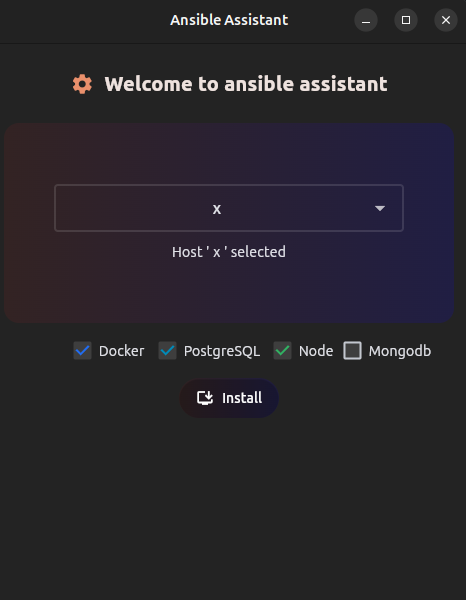 Ansible Assistant
Welcome to ansible assistant
x
Host ' x ' selected
Docker PostgreSQL Node Mongodb
Install